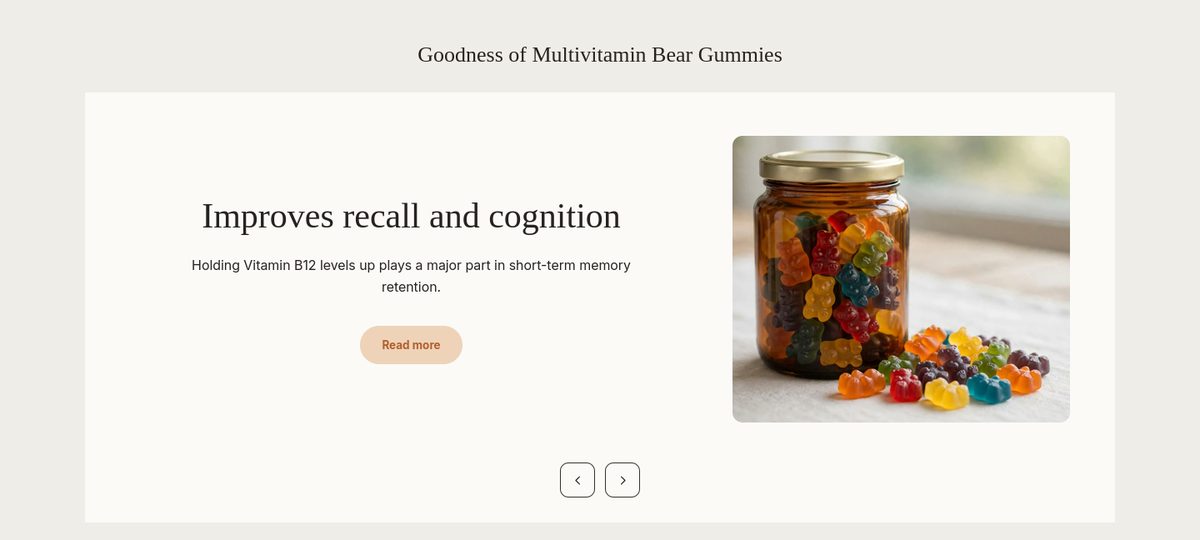 Goodness of Multivitamin Bear Gummies
Improves recall and cognition
Holding Vitamin B12 levels up plays a major part in short-term memory
retention.
Read more